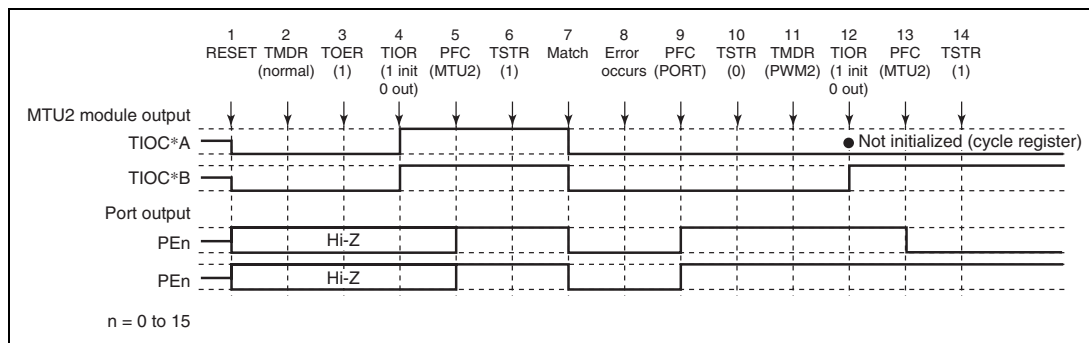 1 2 3 4 5 6 7 8 9 10 11 12 13 14
RESET TMDR TOER TIOR PFC TSTR Match Error PFC TSTR TMDR TIOR PFC TSTR
(normal) (1) (1 init (MTU2) (1) occurs (PORT) (0) (PWM2) (1 init (MTU2) (1)
0 out) 0 out)
MTU2 module output
TIOC*A
● Not initialized (cycle register)
TIOC*B
Port output
PEn
Hi-Z
PEn
Hi-Z
n = 0 to 15